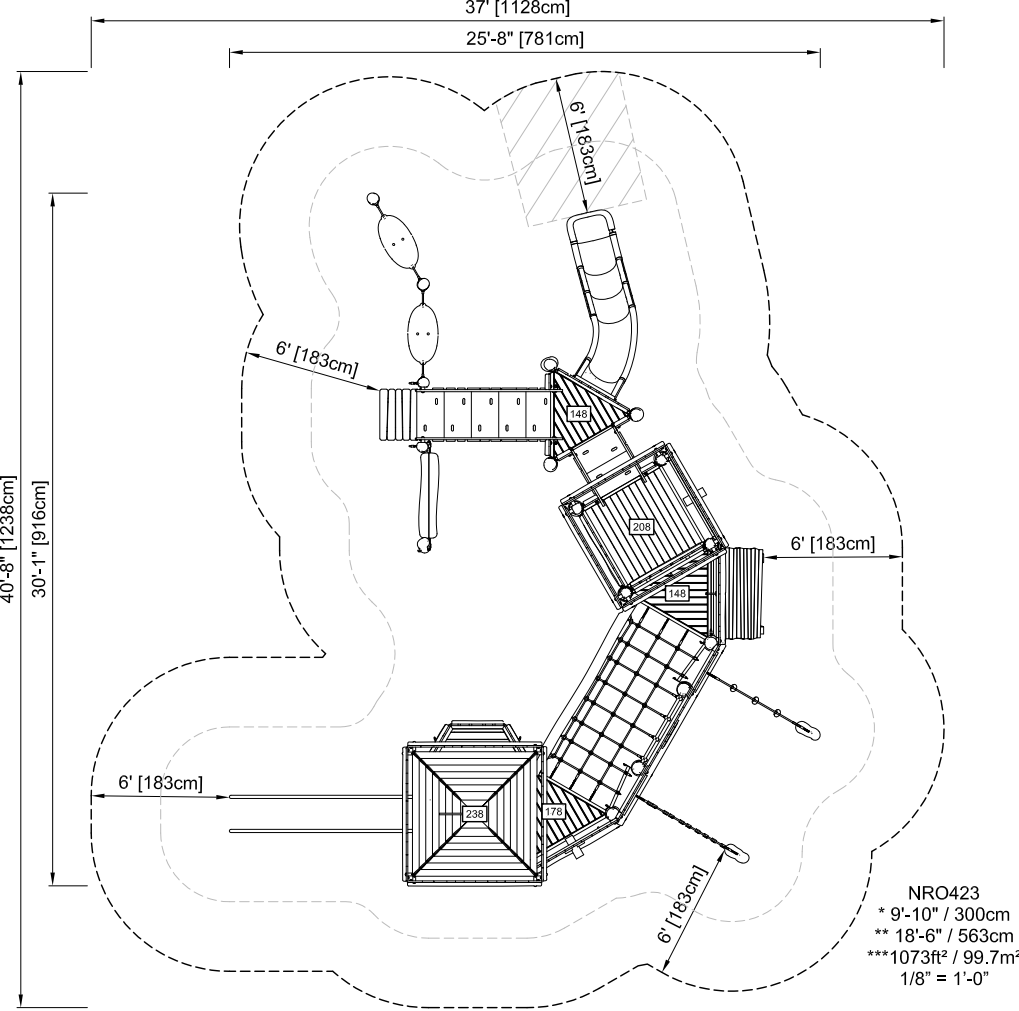 37' [1128cm]
25'-8" [781cm]
6' [183cm]
6' [183cm]
148
40'-8" [1238cm]
30'-1" [916cm]
208
6' [183cm]
148
6' [183cm]
238
178
6' [183cm]
NRO423
* 9'-10" / 300cm
** 18'-6" / 563cm
***1073ft² / 99.7m²
1/8" = 1'-0"